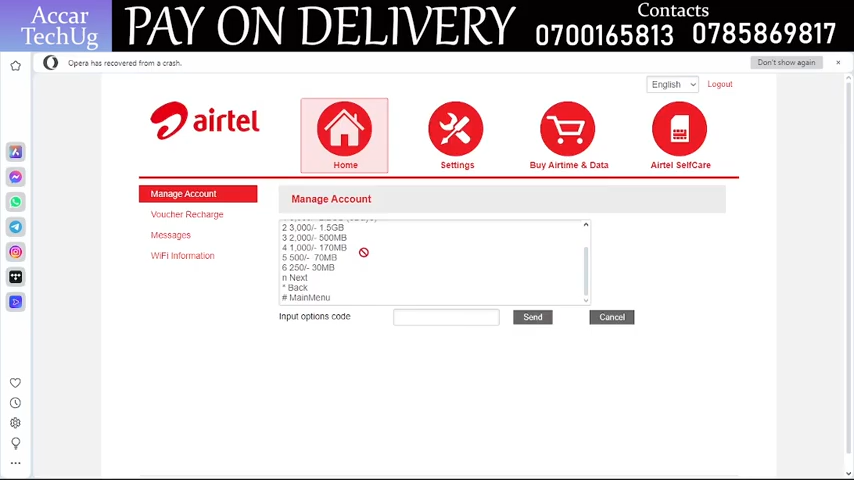 Accar
TechUg
PAY ON DELIVERY
Contacts
0700165813 0785869817
Opera has recovered from a crash.
Don't show again
English
Logout
airtel
Home
Settings
Buy Airtime & Data
Airtel SelfCare
Manage Account
Voucher Recharge
Messages
WiFi Information
Manage Account
2 3,000/- 1.5GB
3 2,000/- 500MB
4 1,000/- 170MB
5 500/- 70MB
6 250/- 30MB
n Next
* Back
# MainMenu
Input options code
Send
Cancel